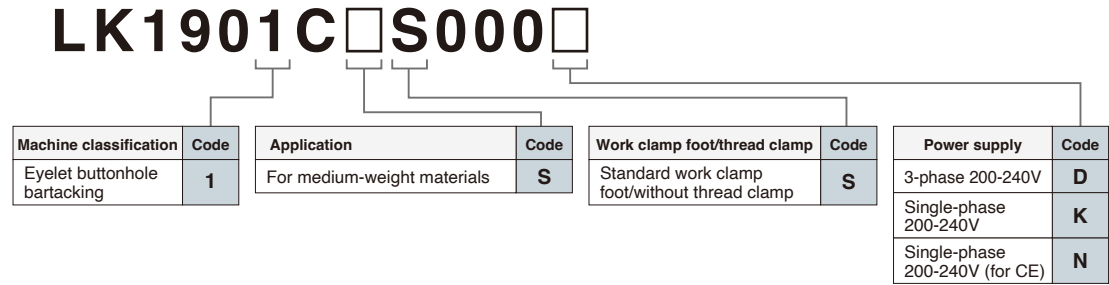 LK1901C□S000□
Machine classification Code
Eyelet buttonhole
bartacking
1
Application Code
For medium-weight materials S
Work clamp foot/thread clamp Code
Standard work clamp
foot/without thread clamp
S
Power supply Code
3-phase 200-240V D
Single-phase
200-240V
K
Single-phase
200-240V (for CE)
N